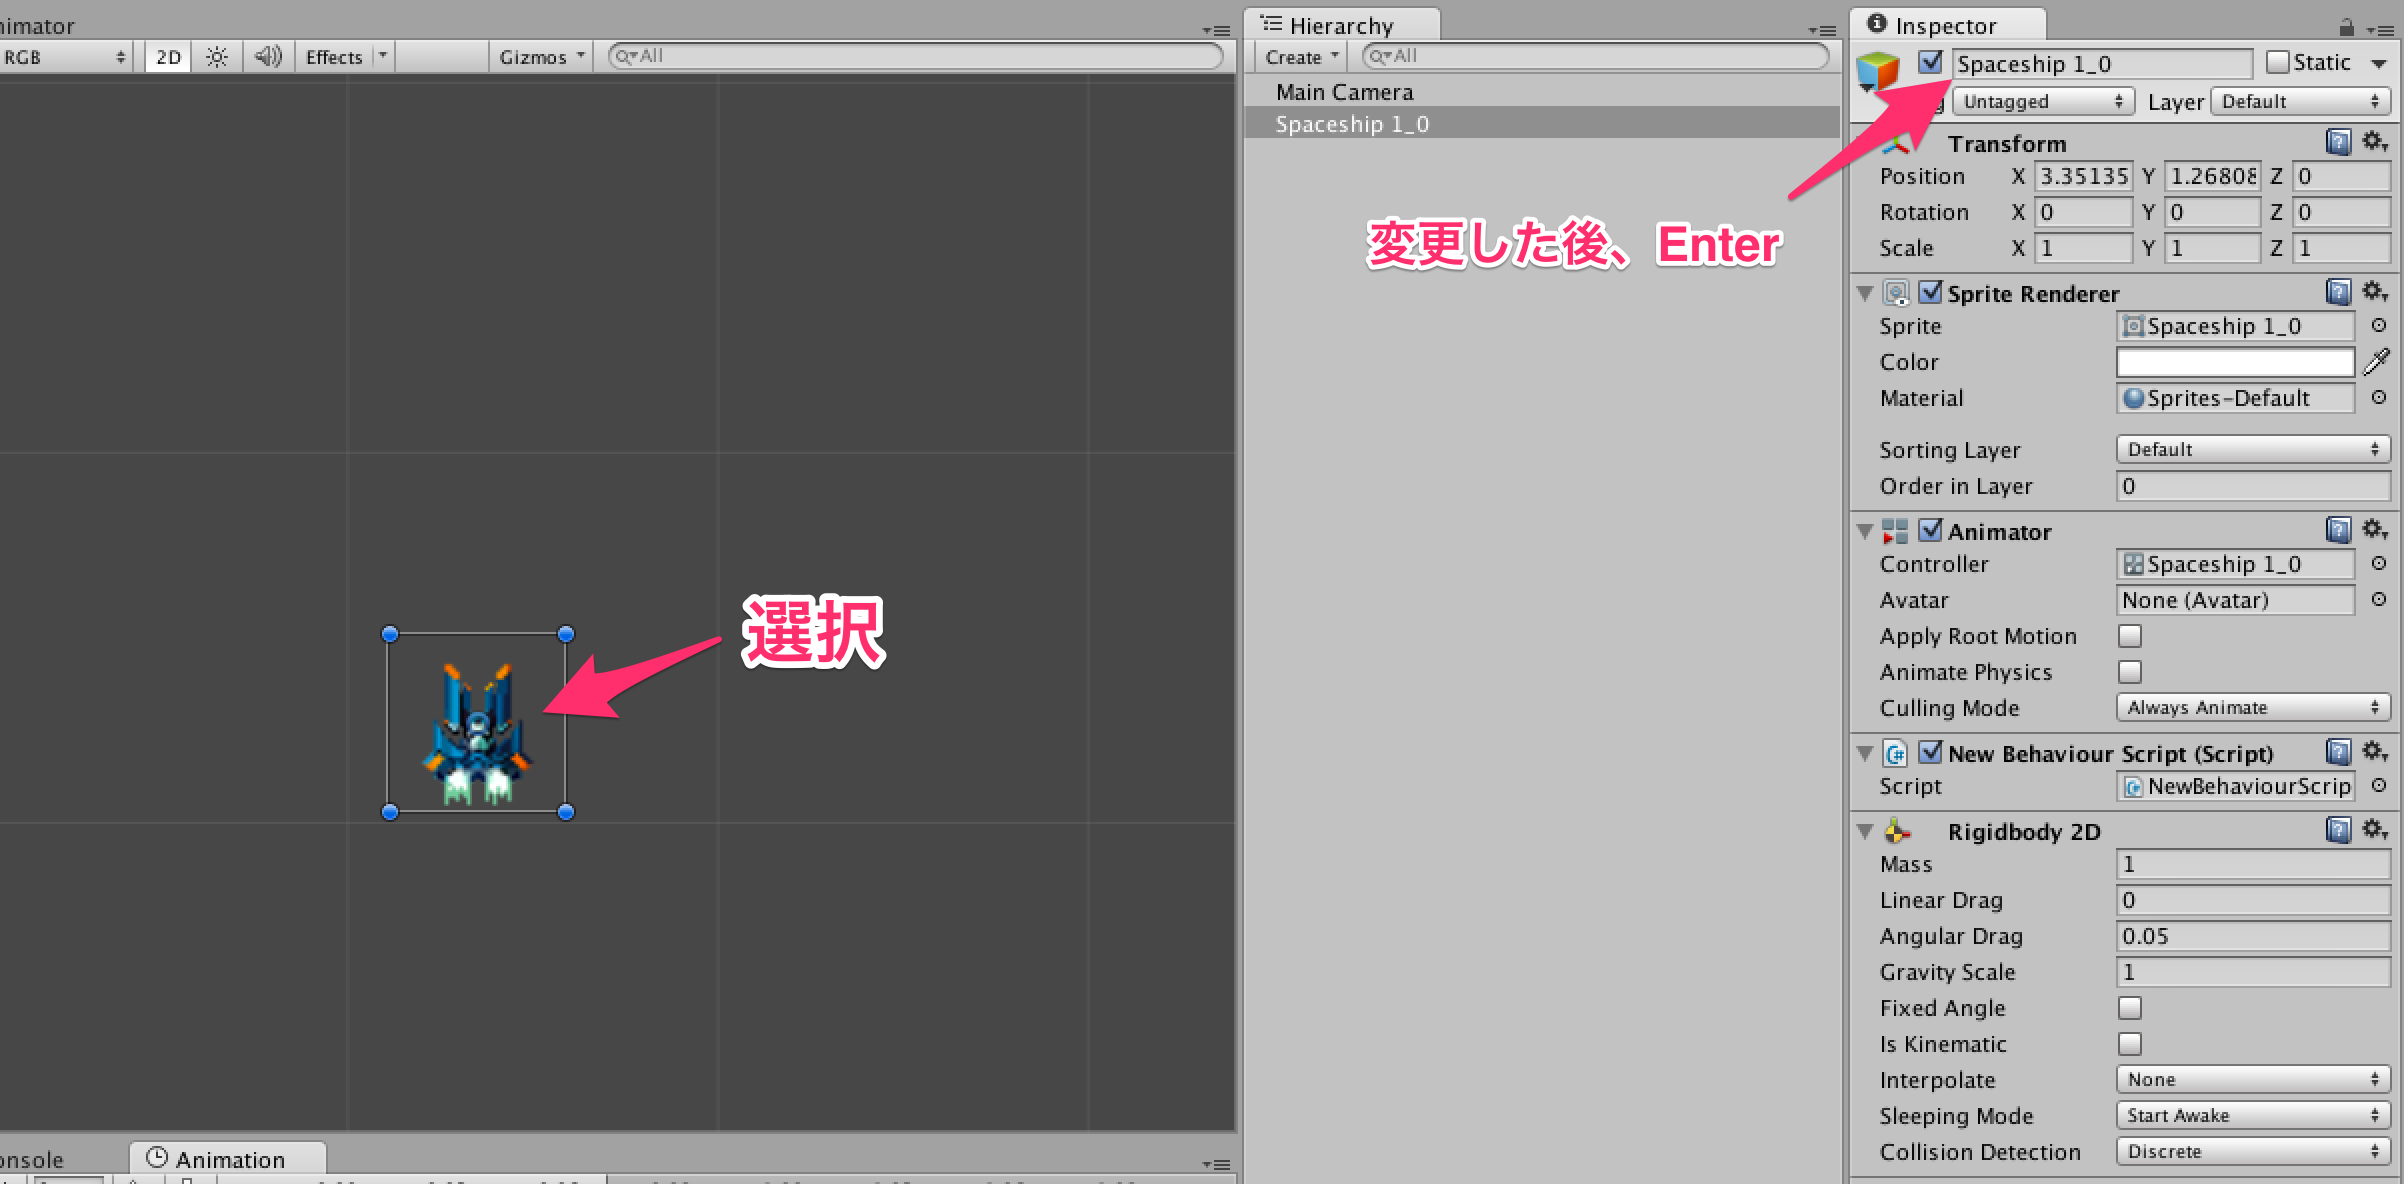 nimator
RGB
2D
Effects
Gizmos
All
選択
onsole
Animation
Hierarchy
Create
All
Main Camera
Spaceship 1_0
変更した後、Enter
Inspector
Spaceship 1_0
Static
Untagged
Layer
Default
Transform
Position X 3.35135 Y 1.26808 Z 0
Rotation X 0 Y 0 Z 0
Scale X 1 Y 1 Z 1
Sprite Renderer
Sprite Spaceship 1_0
Color
Material Sprites-Default
Sorting Layer Default
Order in Layer 0
Animator
Controller Spaceship 1_0
Avatar None (Avatar)
Apply Root Motion
Animate Physics
Culling Mode Always Animate
New Behaviour Script (Script)
Script NewBehaviourScrip
Rigidbody 2D
Mass 1
Linear Drag 0
Angular Drag 0.05
Gravity Scale 1
Fixed Angle
Is Kinematic
Interpolate None
Sleeping Mode Start Awake
Collision Detection Discrete